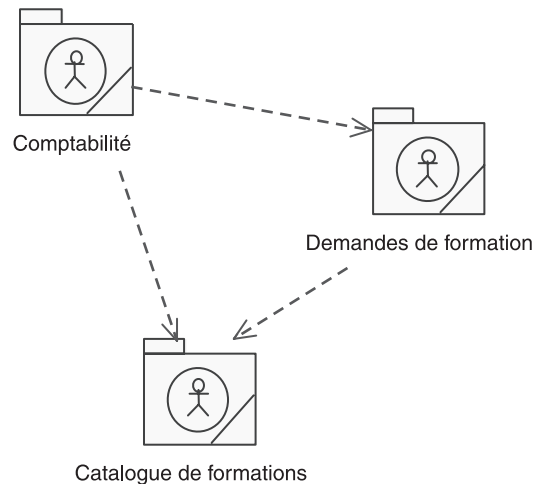 Comptabilité
Demandes de formation
Catalogue de formations